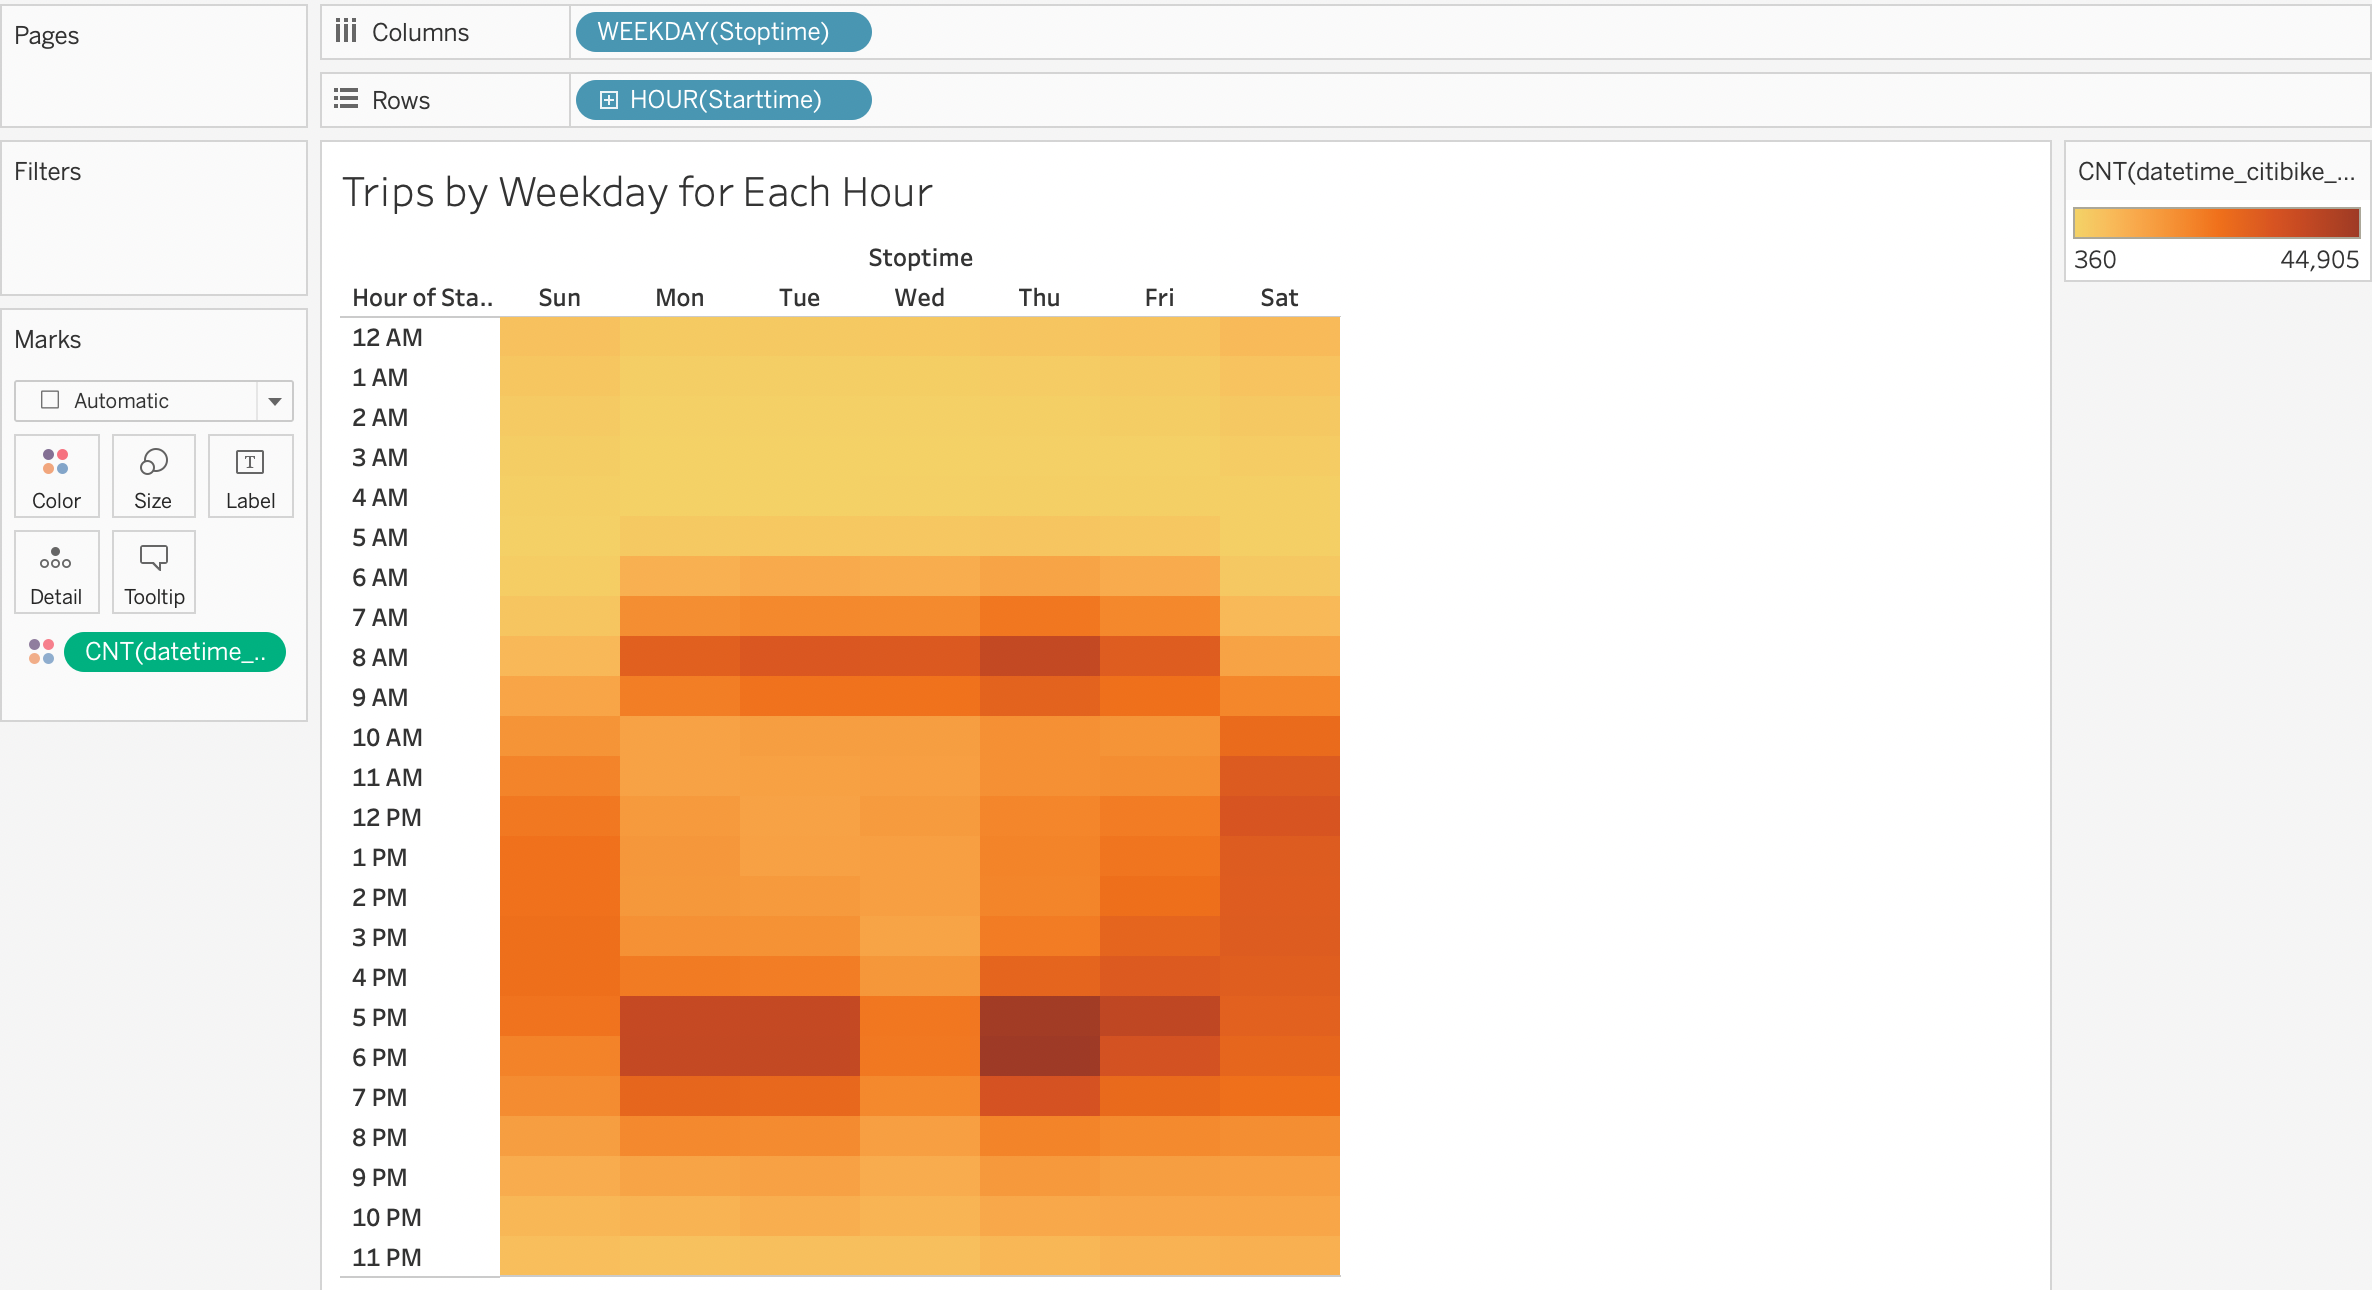 Pages
Columns
WEEKDAY(Stoptime)
Rows
HOUR(Starttime)
Filters
Marks
Automatic
Color
Size
T
Label
Detail
Tooltip
CNT(datetime_..
Trips by Weekday for Each Hour
Stoptime
Hour of Sta.. Sun Mon Tue Wed Thu Fri Sat
12 AM
1 AM
2 AM
3 AM
4 AM
5 AM
6 AM
7 AM
8 AM
9 AM
10 AM
11 AM
12 PM
1 PM
2 PM
3 PM
4 PM
5 PM
6 PM
7 PM
8 PM
9 PM
10 PM
11 PM
CNT(datetime_citibike_...
360 44,905